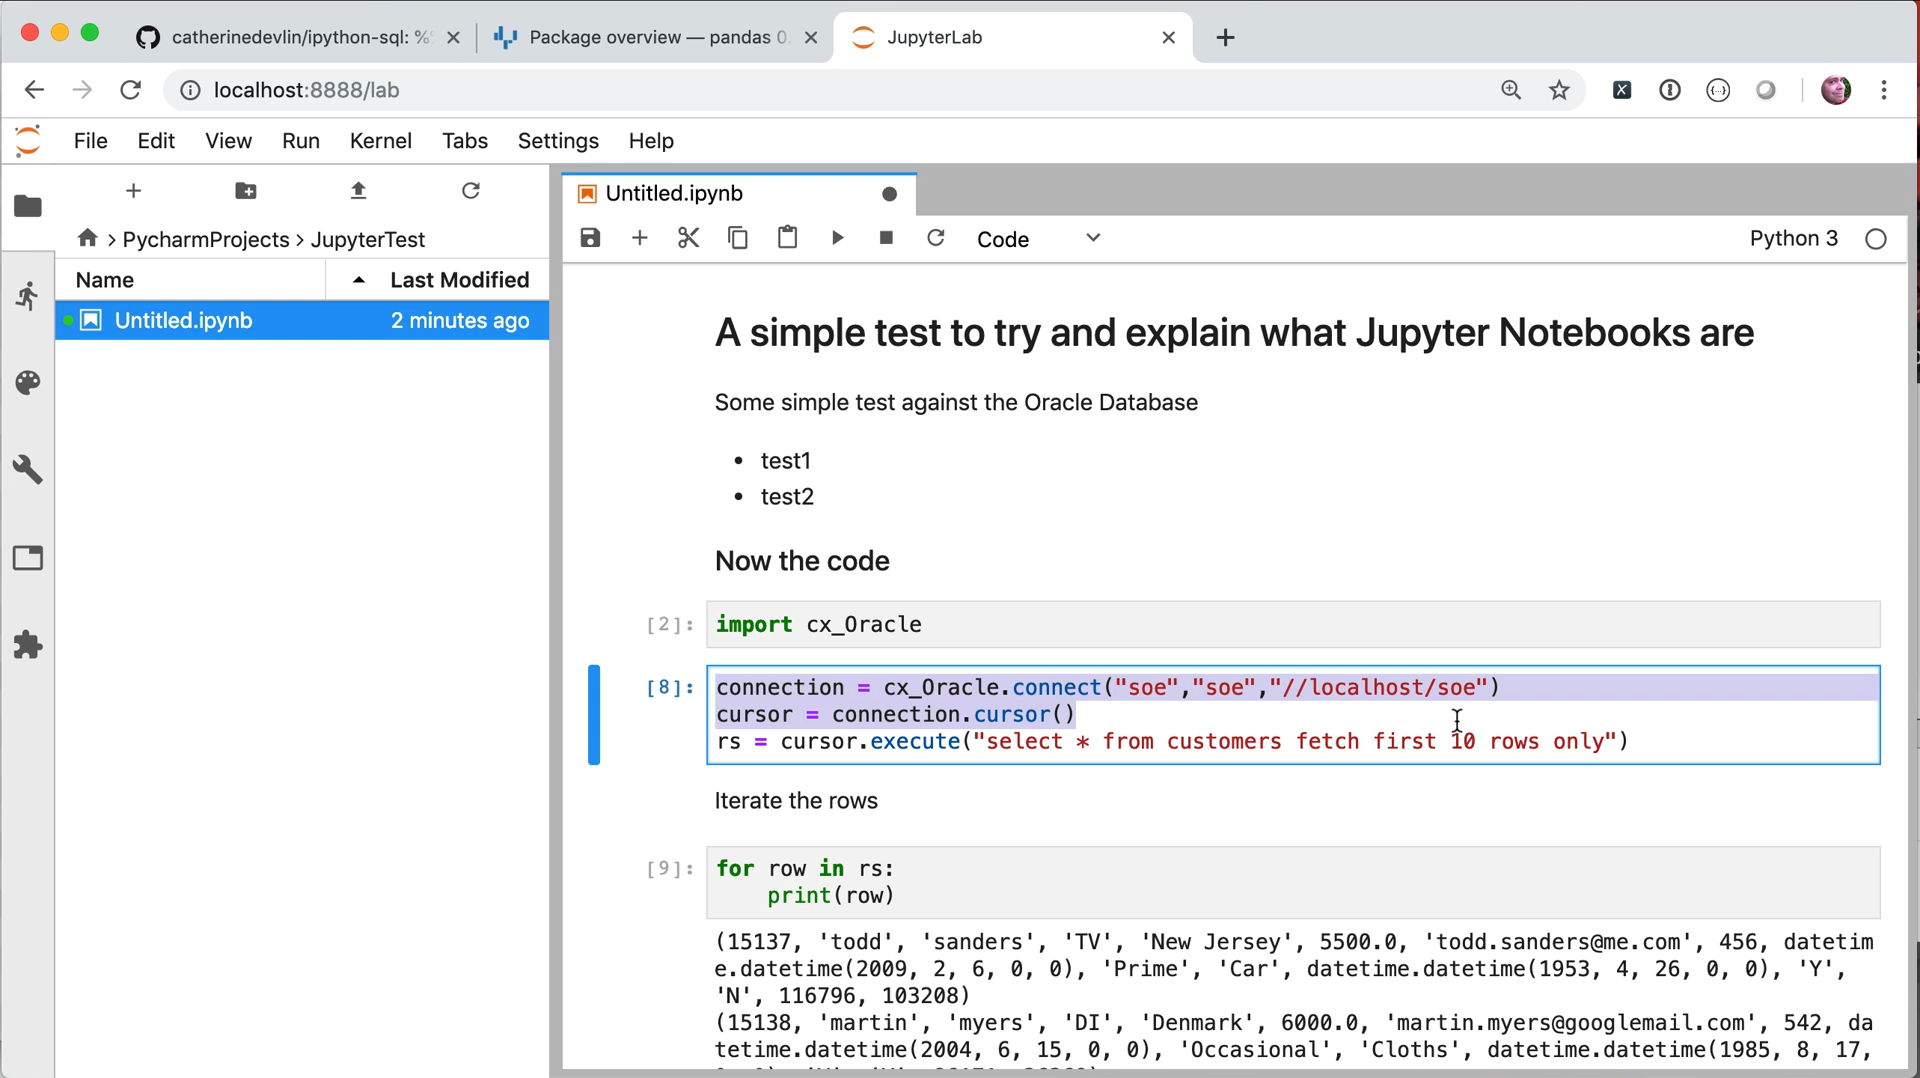 catherinedevlin/ipython-sql: %
Package overview — pandas 0.
JupyterLab
localhost:8888/lab
File Edit View Run Kernel Tabs Settings Help
Untitled.ipynb
PycharmProjects > JupyterTest
Code
Python 3
Name Last Modified
Untitled.ipynb 2 minutes ago
A simple test to try and explain what Jupyter Notebooks are
Some simple test against the Oracle Database
• test1
• test2
Now the code
[2]: import cx_Oracle
[8]: connection = cx_Oracle.connect("soe","soe","//localhost/soe")
cursor = connection.cursor()
rs = cursor.execute("select * from customers fetch first 10 rows only")
Iterate the rows
[9]: for row in rs:
print(row)
(15137, 'todd', 'sanders', 'TV', 'New Jersey', 5500.0, 'todd.sanders@me.com', 456, datetim
e.datetime(2009, 2, 6, 0, 0), 'Prime', 'Car', datetime.datetime(1953, 4, 26, 0, 0), 'Y',
'N', 116796, 103208)
(15138, 'martin', 'myers', 'DI', 'Denmark', 6000.0, 'martin.myers@googlemail.com', 542, da
tetime.datetime(2004, 6, 15, 0, 0), 'Occasional', 'Cloths', datetime.datetime(1985, 8, 17,